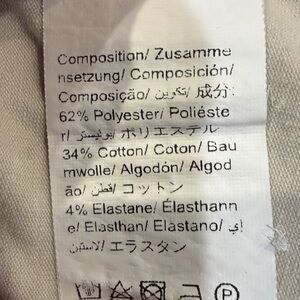 Composition/ Zusamme
nsetzung/ Composición/
Composição/ تكوين/ 成分:
62% Polyester/ Poliéste
r/ بوليستر/ ポリエステル
34% Cotton/ Coton/ Bau
mwolle/ Algodón/ Algod
ão/ قطن/ コットン
4% Elastane/ Élasthann
e/ Elasthan/ Elastano/ إي
لاستين/ エラスタン
P